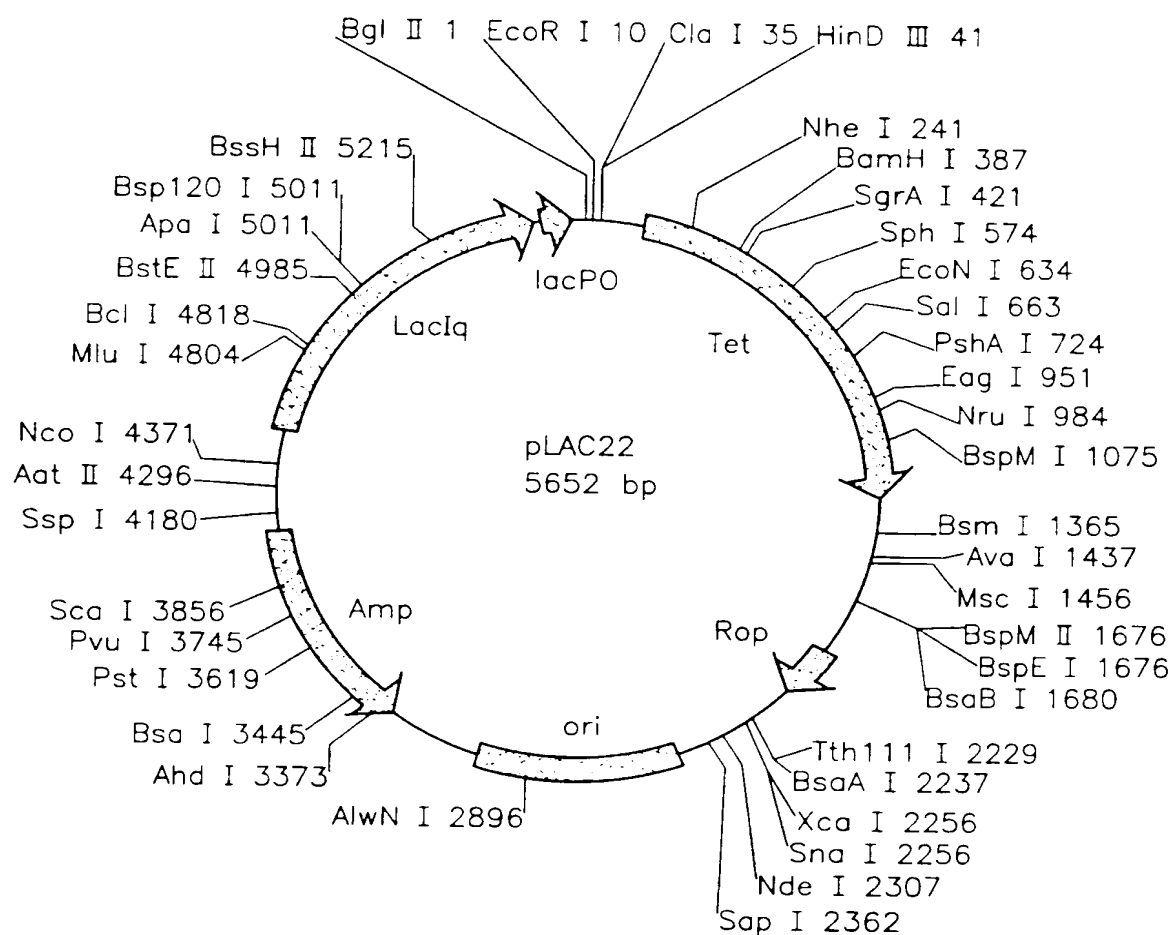 Bgl II 1
EcoR I 10
Cla I 35
HinD III 41
Nhe I 241
BamH I 387
SgrA I 421
Sph I 574
EcoN I 634
Sal I 663
PshA I 724
Eag I 951
Nru I 984
BspM I 1075
Bsm I 1365
Ava I 1437
Msc I 1456
BspM II 1676
BspE I 1676
BsaB I 1680
Tth111 I 2229
BsaA I 2237
Xca I 2256
Sna I 2256
Nde I 2307
Sap I 2362
AlwN I 2896
Ahd I 3373
Bsa I 3445
Pst I 3619
Pvu I 3745
Sca I 3856
Ssp I 4180
Aat II 4296
Nco I 4371
Mlu I 4804
Bcl I 4818
BstE II 4985
Apa I 5011
Bsp120 I 5011
BssH II 5215
lacPO
LacIq
Tet
pLAC22
5652 bp
Amp
Rop
ori